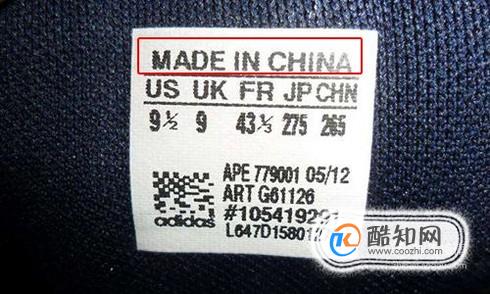 MADE IN CHINA
US UK FR JP CHN
9½ 9 43⅓ 275 265
APE 779001 05/12
ART G61126
adidas
酷知网
www.coozhi.com